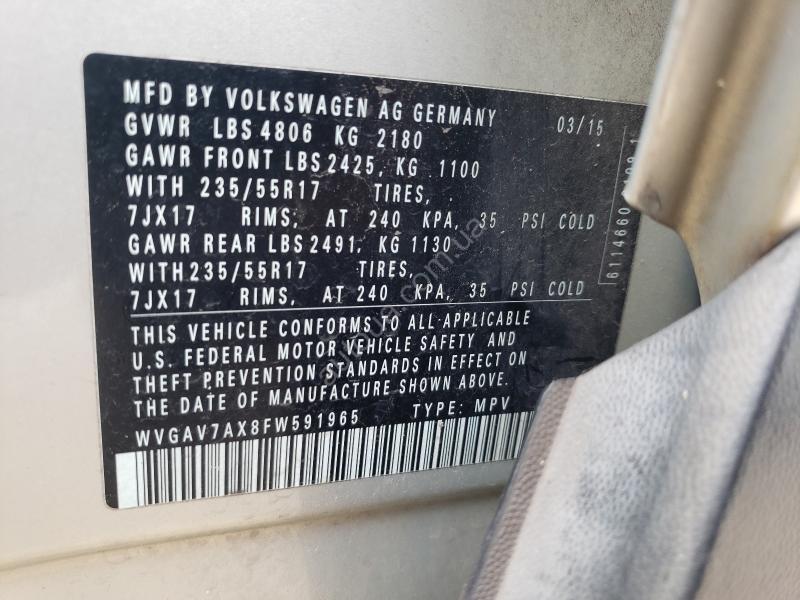 MFD BY VOLKSWAGEN AG GERMANY 03/15
GVWR LBS 4806 KG 2180
GAWR FRONT LBS 2425, KG 1100
WITH 235/55R17 TIRES,
7JX17 RIMS, AT 240 KPA, 35 PSI COLD
GAWR REAR LBS 2491, KG 1130
WITH 235/55R17 TIRES,
7JX17 RIMS, AT 240 KPA, 35 PSI COLD
THIS VEHICLE CONFORMS TO ALL APPLICABLE
U.S. FEDERAL MOTOR VEHICLE SAFETY AND
THEFT PREVENTION STANDARDS IN EFFECT ON
THE DATE OF MANUFACTURE SHOWN ABOVE.
WVGAV7AX8FW591965 TYPE: MPV